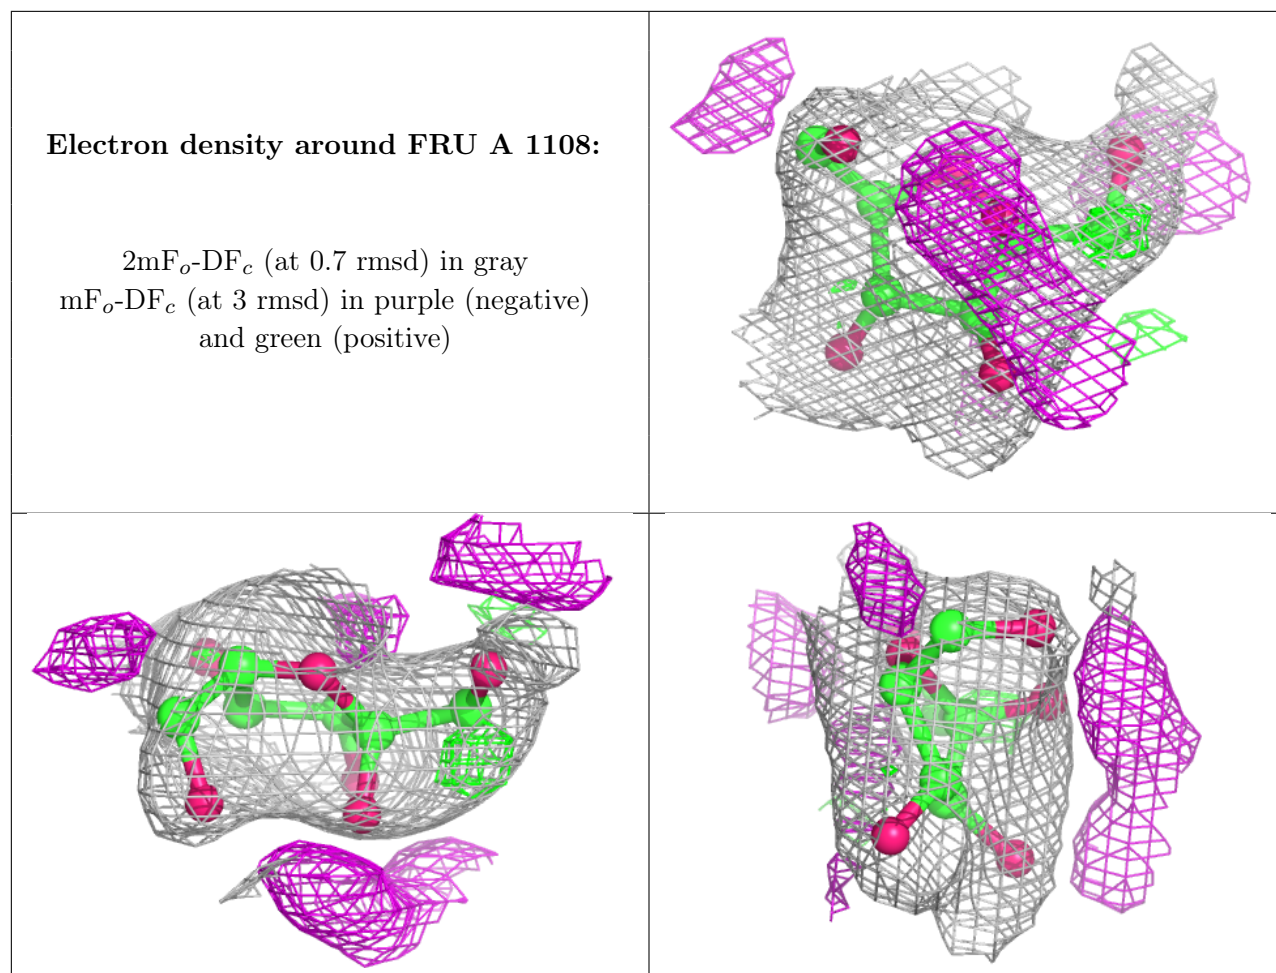 Electron density around FRU A 1108:
2mFₒ-DF𝒸 (at 0.7 rmsd) in gray
mFₒ-DF𝒸 (at 3 rmsd) in purple (negative)
and green (positive)